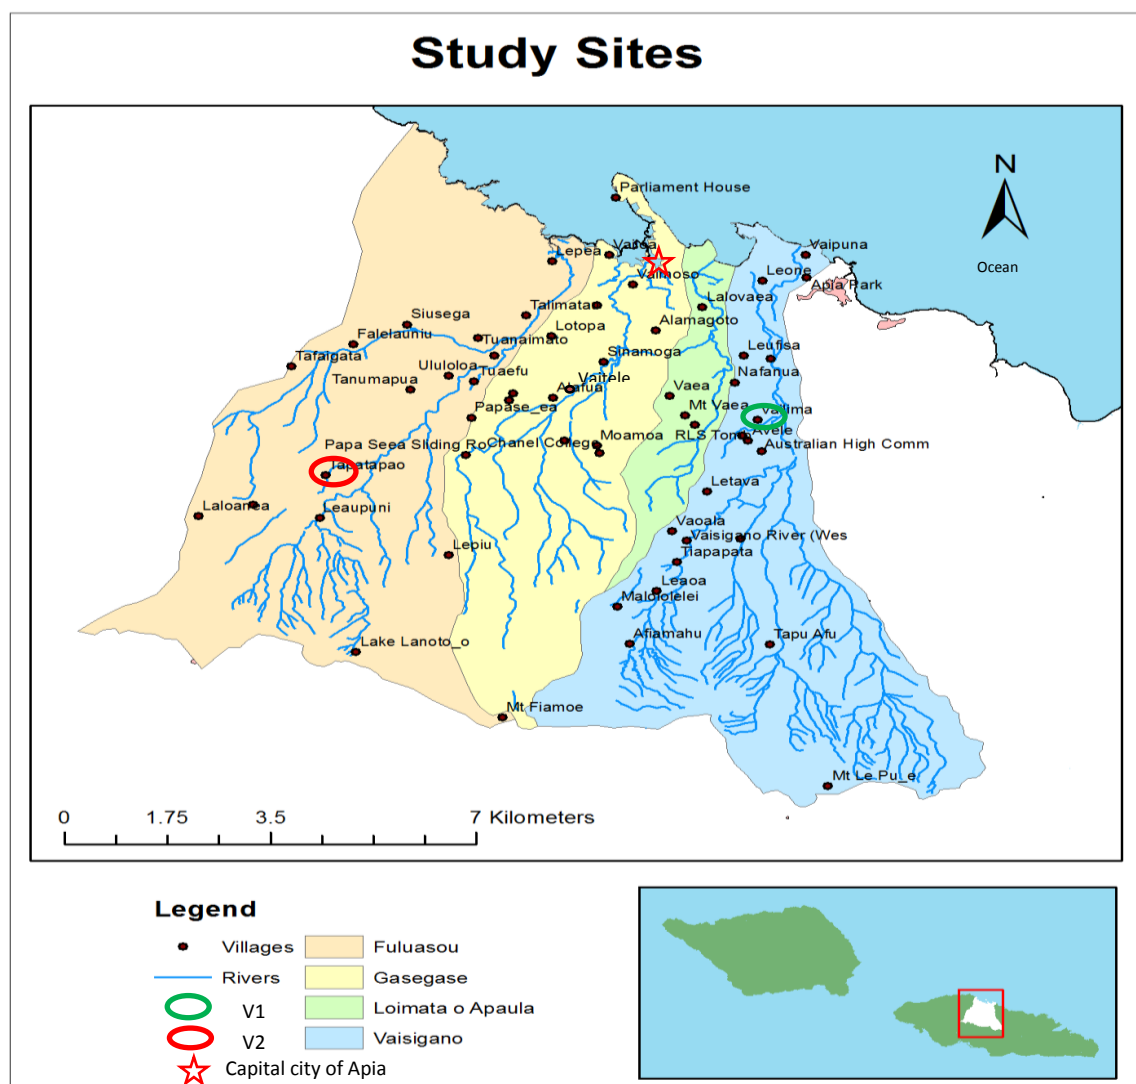 Study Sites
Parliament House
N
Ocean
Lepea
Vaitoa
Vaipuna
Vaimoso
Leone
Apia Park
Talimata
Lalovaea
Siusega
Lotopa
Alamagoto
Falelauniu
Tuanaimato
Tafaigata
Ululoloa
Sinamoga
Leufisa
Tanumapua
Tuaefu
Vaitele
Nafanua
Alafua
Vaea
Papase_ea
Mt Vaea
Vailima
Papa Seea Sliding Ro
Chanel College
Moamoa
RLS Tomb
Avele
Australian High Comm
Tapatapao
Letava
Laloanea
Leaupuni
Vaoala
Vaisigano River (Wes
Lepiu
Tiapapata
Leaoa
Malololelei
Afiamahu
Tapu Afu
Lake Lanoto_o
Mt Fiamoe
Mt Le Pu_e
0 1.75 3.5 7 Kilometers
Legend
Villages
Fuluasou
Rivers
Gasegase
V1
Loimata o Apaula
V2
Vaisigano
Capital city of Apia